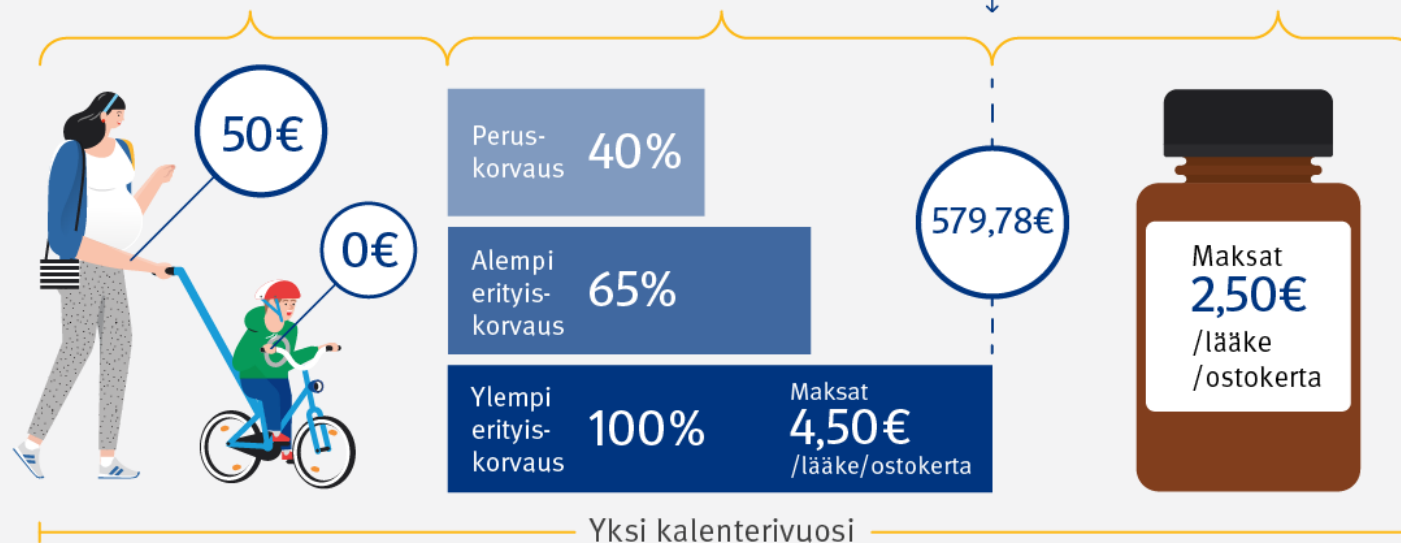 50€
0€
Perus-
korvaus
40%
Alempi
erityis-
korvaus
65%
Ylempi
erityis-
korvaus
100%
Maksat
4,50€
/lääke/ostokerta
579,78€
Maksat
2,50€
/lääke
/ostokerta
Yksi kalenterivuosi